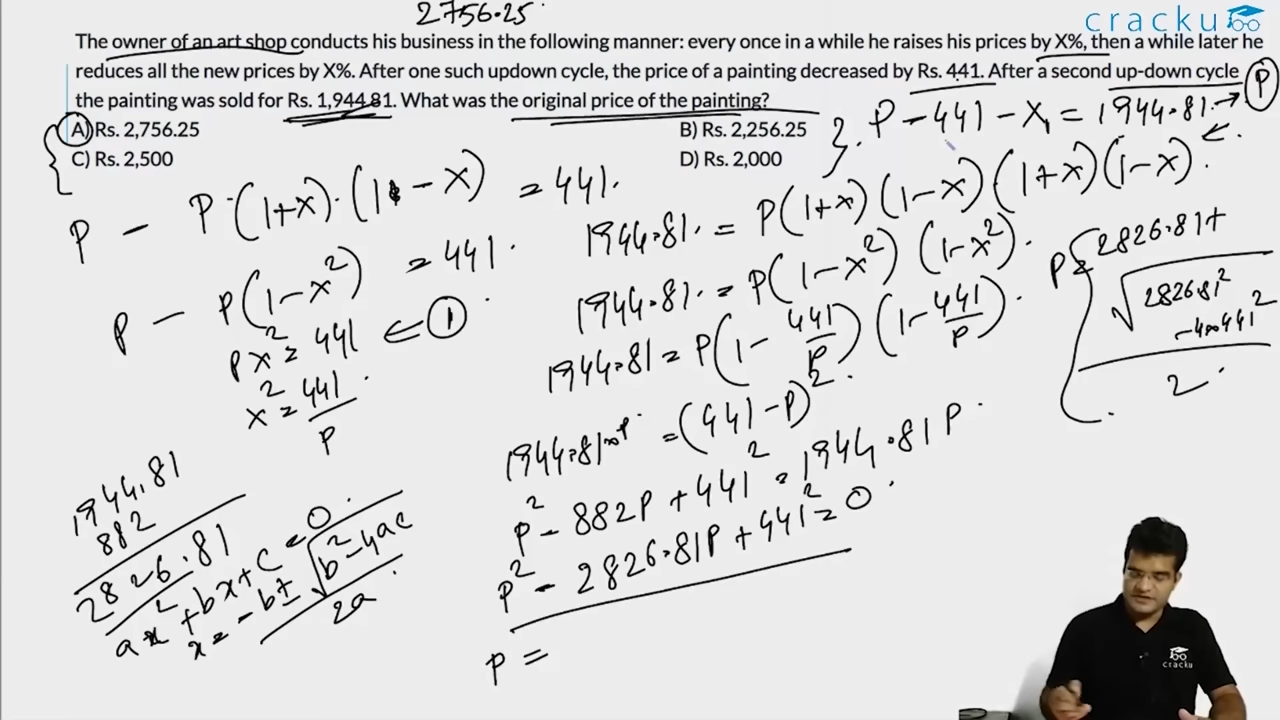 2756.25
cracku
The owner of an art shop conducts his business in the following manner: every once in a while he raises his prices by X%, then a while later he
reduces all the new prices by X%. After one such updown cycle, the price of a painting decreased by Rs. 441. After a second up-down cycle
the painting was sold for Rs. 1,944.81. What was the original price of the painting?
P
A) Rs. 2,756.25
B) Rs. 2,256.25
C) Rs. 2,500
D) Rs. 2,000
P - 441 - X₁ = 1944.81 →
P - P·(1+x)·(1-x) = 441.
P - P(1-x²) = 441.
Px² = 441 ← 1
x² = 441/P
1944.81 = P(1+x)(1-x)(1+x)(1-x).
1944.81 = P(1-x²)(1-x²).
1944.81 = P(1 - 441/P)(1 - 441/P).
1944.81×P = (441-P)².
P² - 882P + 441² = 1944.81P.
P² - 2826.81P + 441² = 0.
P =
P = 2826.81 +
√2826.81²
-4×441²
2
1944.81
882
2826.81
ax² + bx + c = 0.
x = -b ± √b² - 4ac
2a
cracku